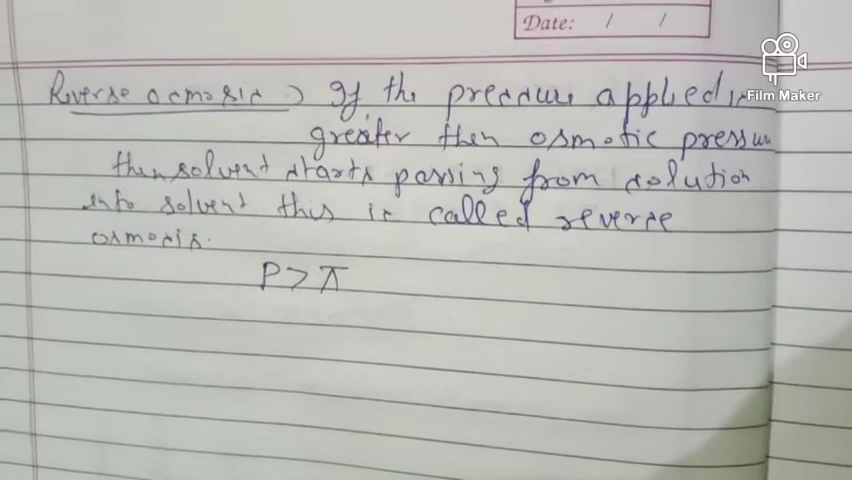 Date: / /
Film Maker
Reverse osmosis → If the pressure applied is
greater then osmotic pressure
then solvent starts passing from solution
into solvent this is called reverse
osmosis.
P > π